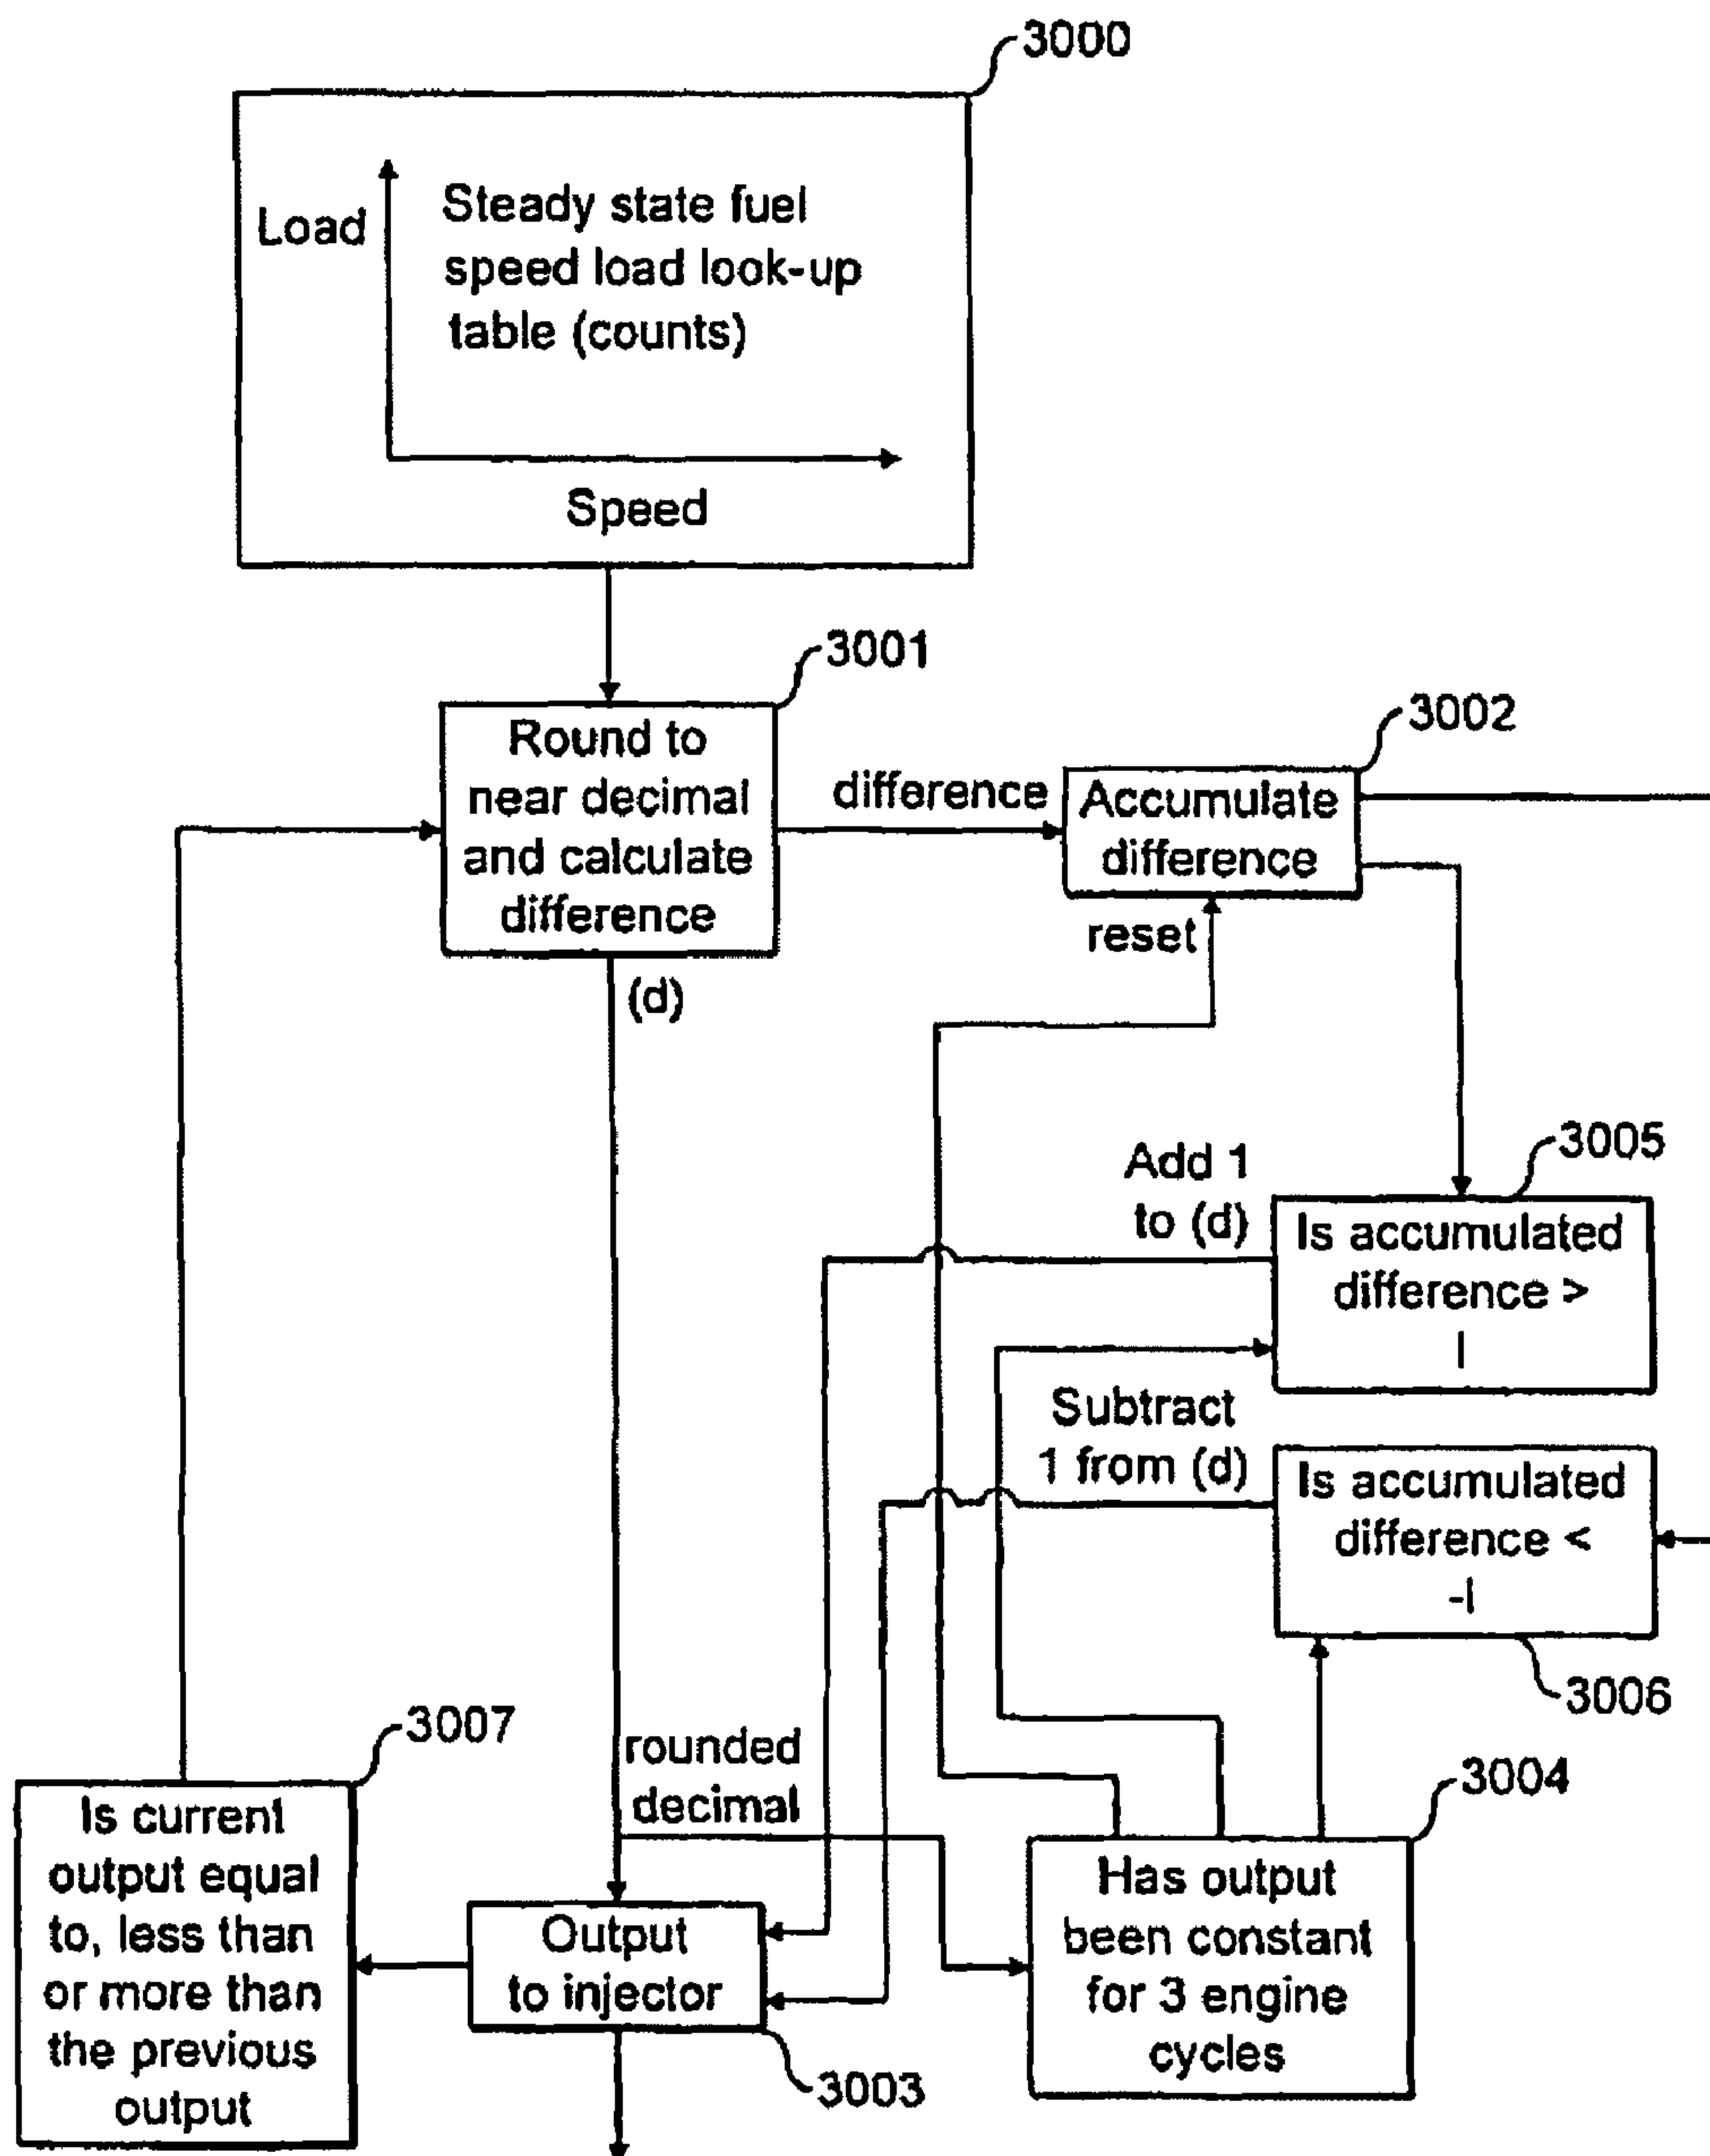 3000
Load
Steady state fuel
speed load look-up
table (counts)
Speed
3001
Round to
near decimal
and calculate
difference
difference
3002
Accumulate
difference
reset
(d)
Add 1
to (d)
3005
Is accumulated
difference >
I
Subtract
1 from (d)
Is accumulated
difference <
-I
3006
3007
Is current
output equal
to, less than
or more than
the previous
output
rounded
decimal
Output
to injector
3003
3004
Has output
been constant
for 3 engine
cycles